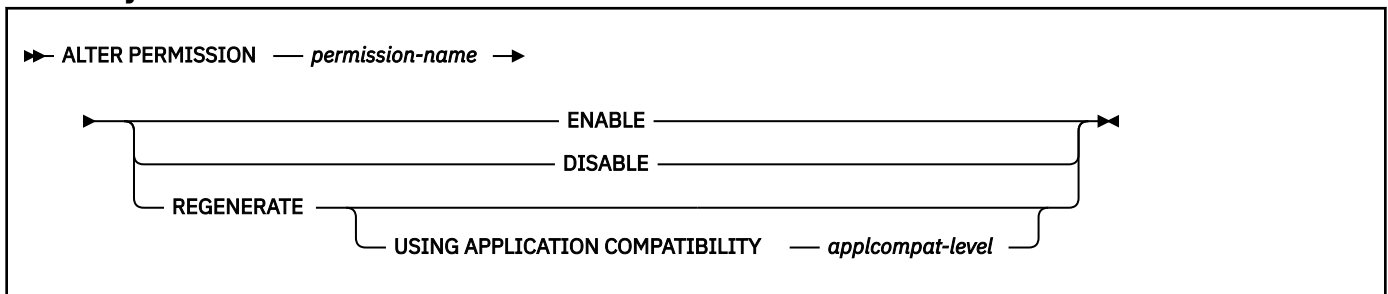 ALTER PERMISSION permission-name
ENABLE
DISABLE
REGENERATE
USING APPLICATION COMPATIBILITY applcompat-level